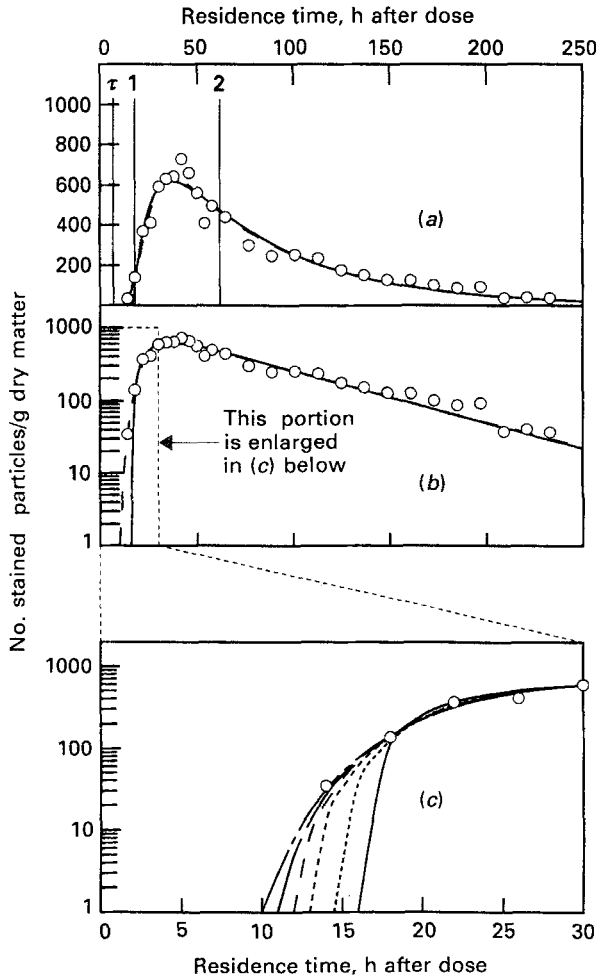 Residence time, h after dose
0 50 100 150 200 250
τ 1 2
1000
800
600
400
200
(a)
1000
100
10
1
This portion
is enlarged
in (c) below
(b)
No. stained particles/g dry matter
1000
100
10
1
(c)
0 5 10 15 20 25 30
Residence time, h after dose